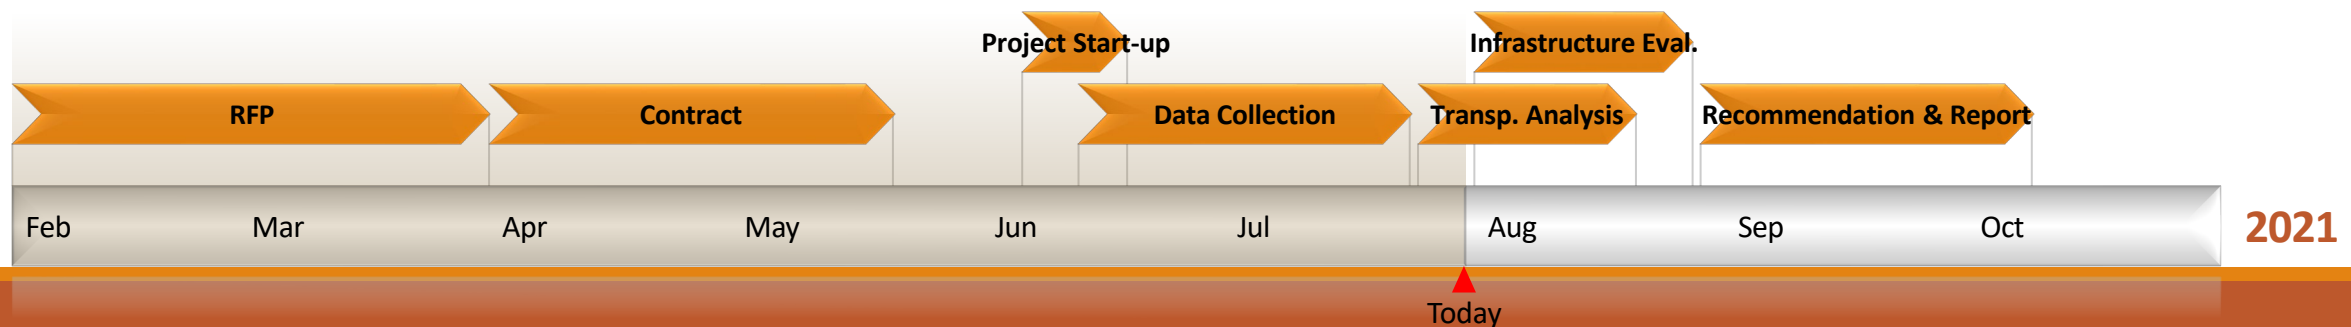 Project Start-up
Infrastructure Eval.
RFP
Contract
Data Collection
Transp. Analysis
Recommendation & Report
Feb
Mar
Apr
May
Jun
Jul
Aug
Sep
Oct
2021
Today